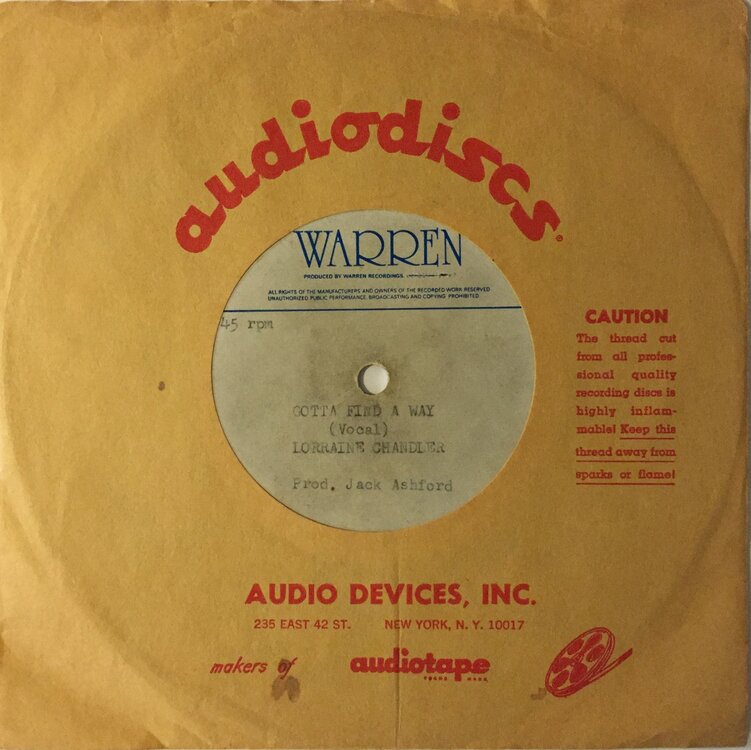 audiodiscs®
WARREN
PRODUCED BY WARREN RECORDINGS.
ALL RIGHTS OF THE MANUFACTURERS AND OWNERS OF THE RECORDED WORK RESERVED
UNAUTHORIZED PUBLIC PERFORMANCE BROADCASTING AND COPYING PROHIBITED
45 rpm
GOTTA FIND A WAY
(Vocal)
LORRAINE CHANDLER
Prod. Jack Ashford
CAUTION
The thread cut
from all profes-
sional quality
recording discs is
highly inflam-
mable! Keep this
thread away from
sparks or flame!
AUDIO DEVICES, INC.
235 EAST 42 ST. NEW YORK, N. Y. 10017
makers of audiotape
TRADE MARK